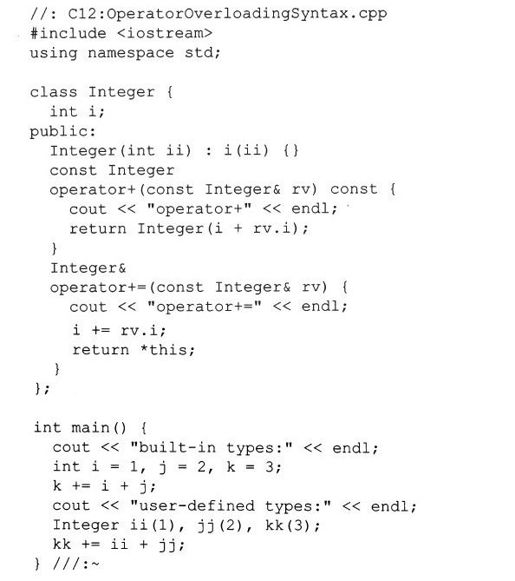 //: C12:OperatorOverloadingSyntax.cpp
#include <iostream>
using namespace std;

class Integer {
  int i;
public:
  Integer(int ii) : i(ii) {}
  const Integer
  operator+(const Integer& rv) const {
    cout << "operator+" << endl;
    return Integer(i + rv.i);
  }
  Integer&
  operator+=(const Integer& rv) {
    cout << "operator+=" << endl;
    i += rv.i;
    return *this;
  }
};

int main() {
  cout << "built-in types:" << endl;
  int i = 1, j = 2, k = 3;
  k += i + j;
  cout << "user-defined types:" << endl;
  Integer ii(1), jj(2), kk(3);
  kk += ii + jj;
} ///:~